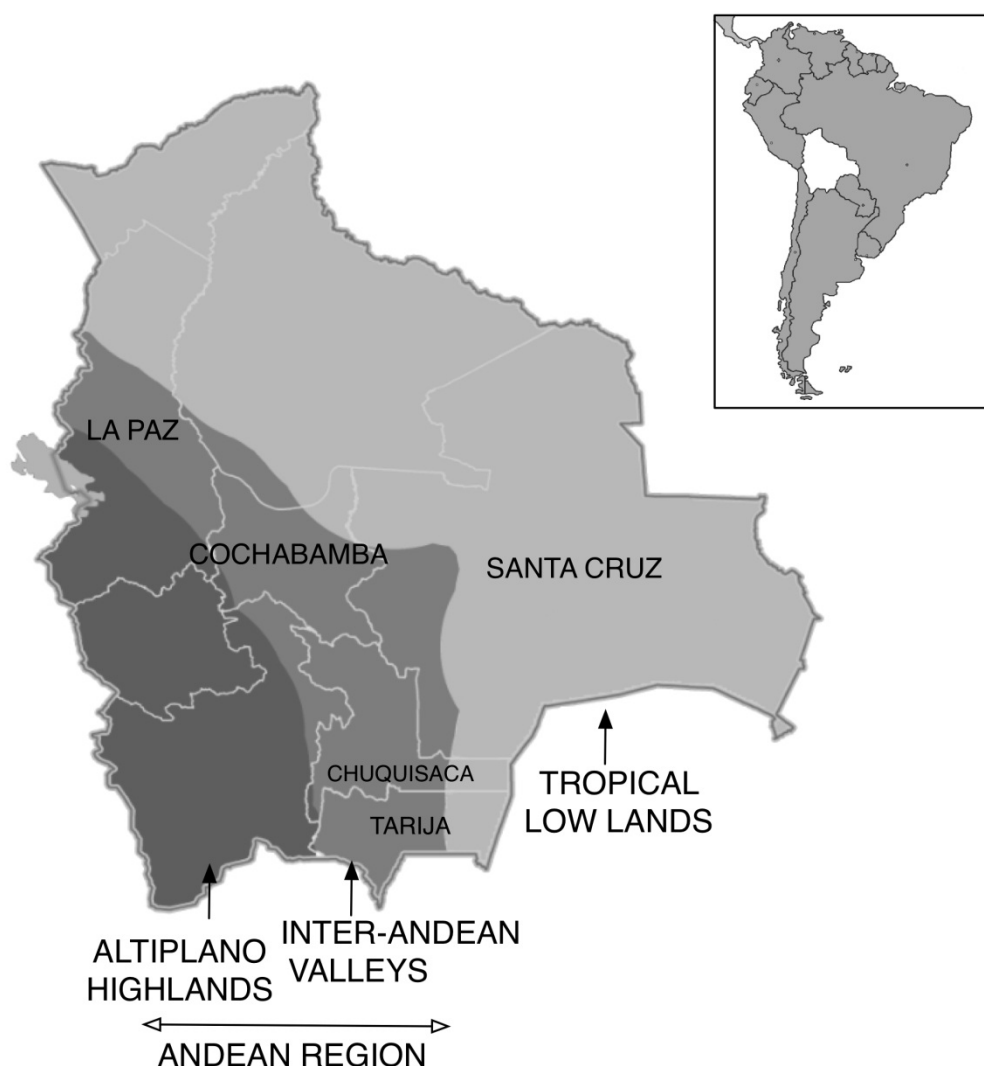 LA PAZ
COCHABAMBA
SANTA CRUZ
CHUQUISACA
TARIJA
TROPICAL
LOW LANDS
ALTIPLANO
HIGHLANDS
INTER-ANDEAN
VALLEYS
ANDEAN REGION